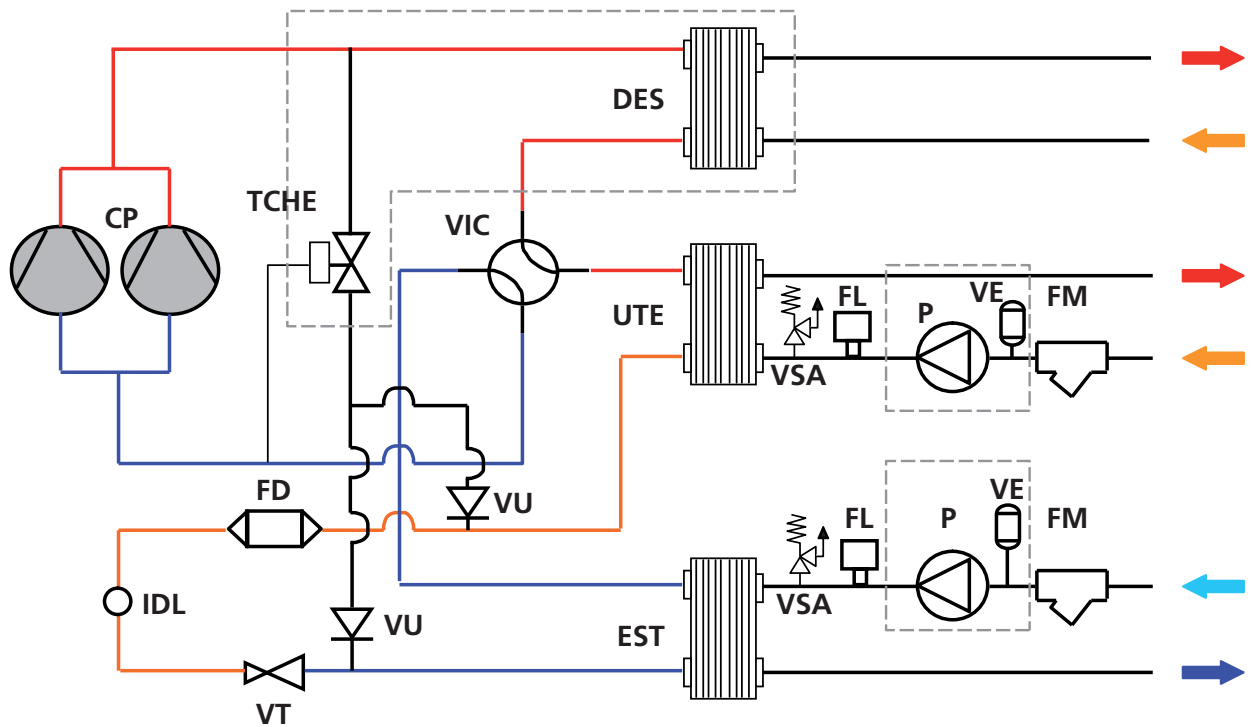 DES
TCHE
CP
VIC
UTE
FL
P
VE
FM
VSA
FD
VU
FL
P
VE
FM
IDL
VU
EST
VSA
VT